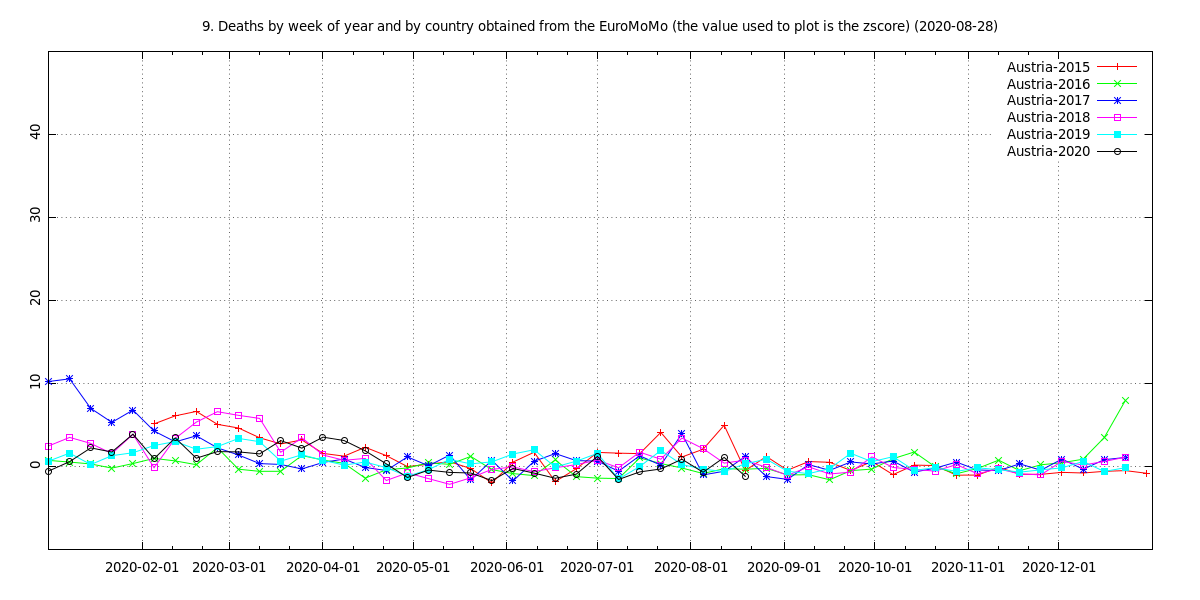 9. Deaths by week of year and by country obtained from the EuroMoMo (the value used to plot is the zscore) (2020-08-28)
Austria-2015
Austria-2016
Austria-2017
Austria-2018
Austria-2019
Austria-2020
40
30
20
10
0
2020-02-01 2020-03-01 2020-04-01 2020-05-01 2020-06-01 2020-07-01 2020-08-01 2020-09-01 2020-10-01 2020-11-01 2020-12-01